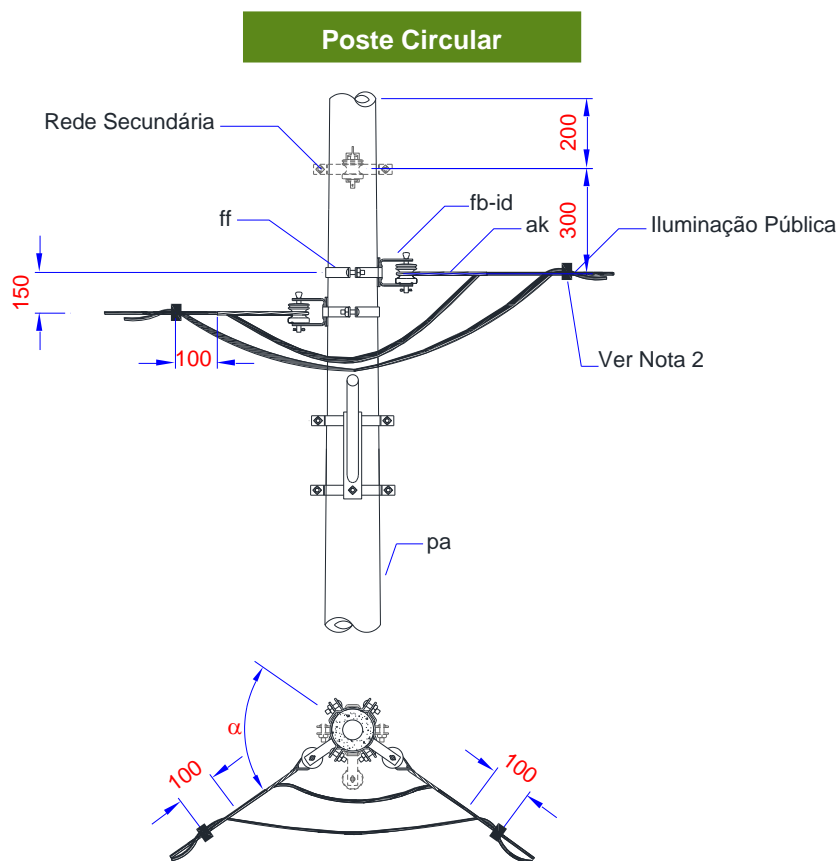 Poste Circular
Rede Secundária
200
fb-id
ff
ak
300
Iluminação Pública
150
100
Ver Nota 2
pa
α
100
100